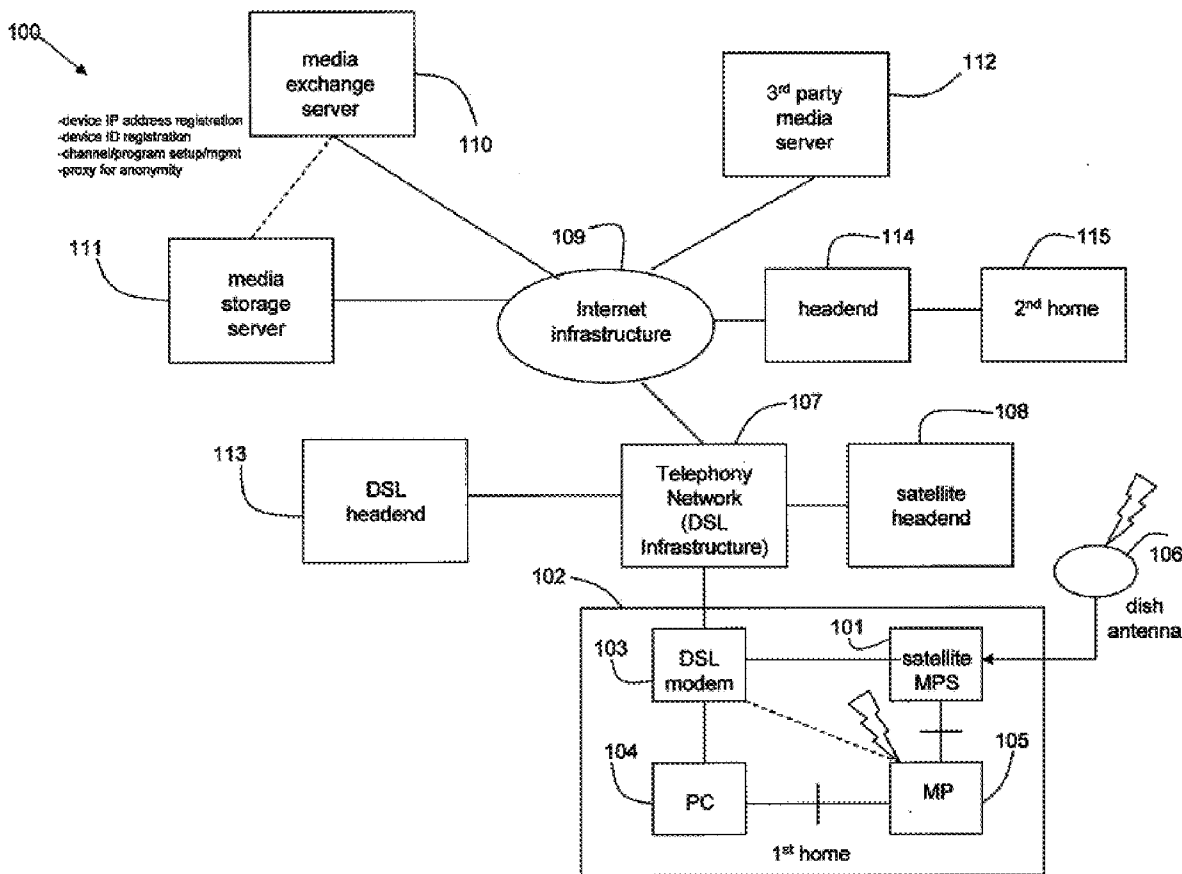 100
media
exchange
server
110
3rd party
media
server
112
-device IP address registration
-device ID registration
-channel/program setup/mgmt
-proxy for anonymity
111
media
storage
server
109
Internet
infrastructure
114
headend
115
2nd home
113
DSL
headend
107
Telephony
Network
(DSL
Infrastructure)
108
satellite
headend
106
dish
antenna
102
103
DSL
modem
101
satellite
MPS
104
PC
MP
105
1st home